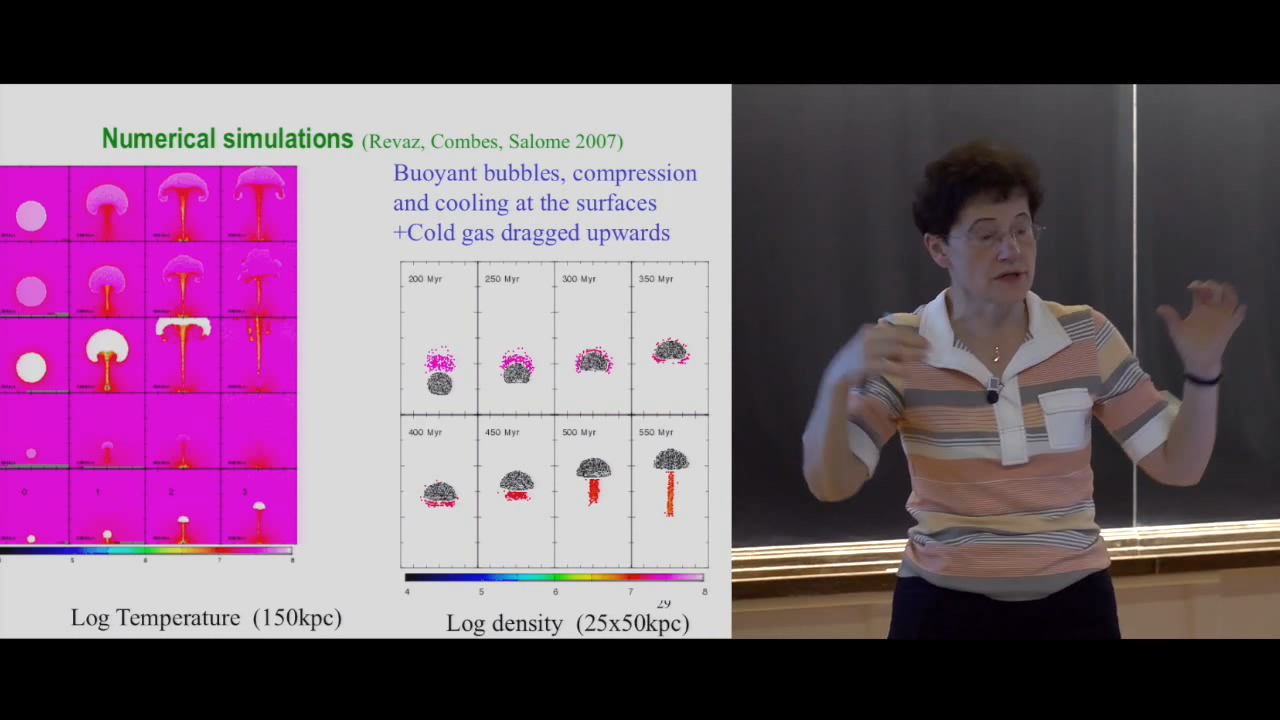 Numerical simulations (Revaz, Combes, Salome 2007)
Buoyant bubbles, compression
and cooling at the surfaces
+Cold gas dragged upwards
200 Myr 250 Myr 300 Myr 350 Myr
400 Myr 450 Myr 500 Myr 550 Myr
0 1 2 3
5 6 7 8
4 5 6 7 8
29
Log Temperature (150kpc)
Log density (25x50kpc)